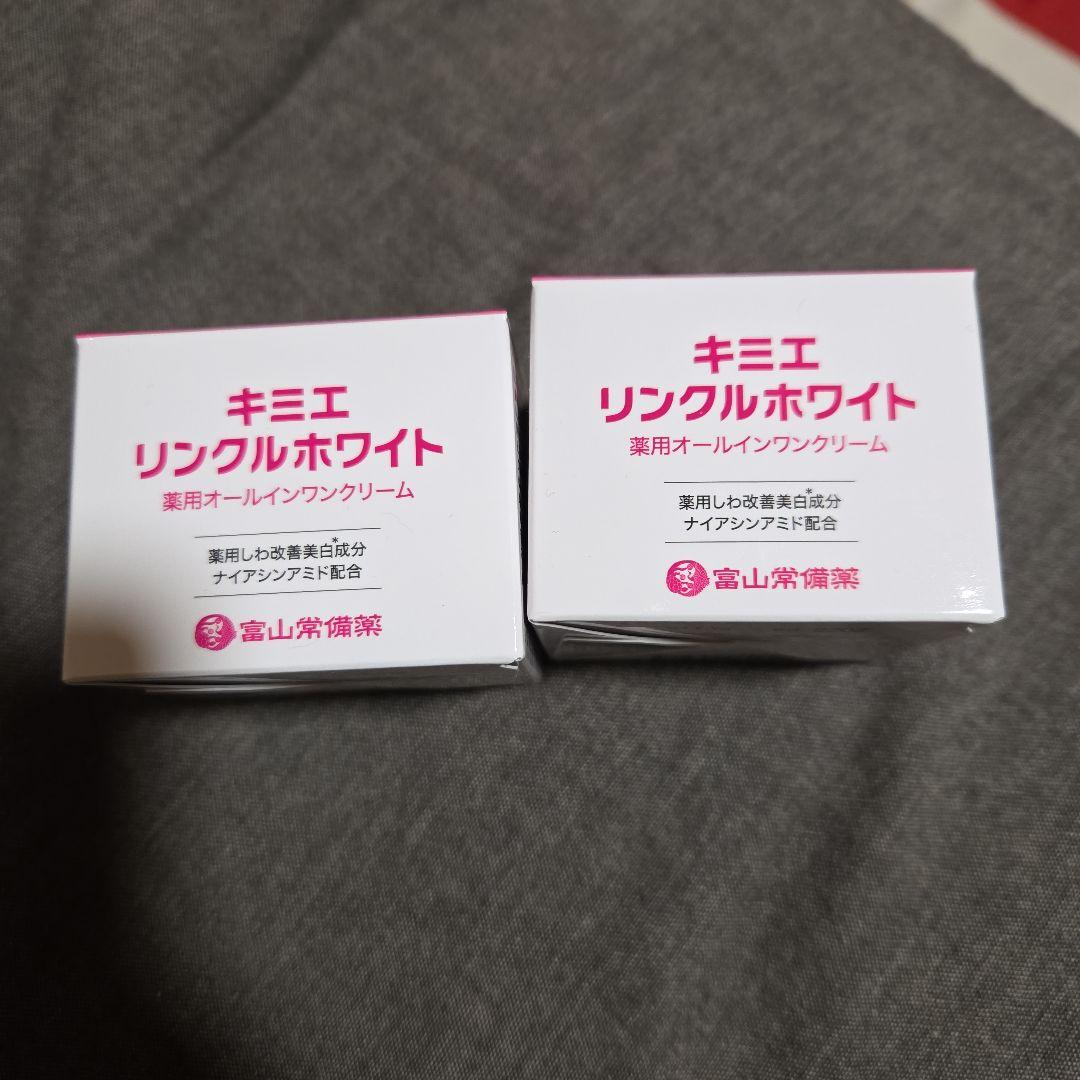 キミエ
リンクルホワイト
薬用オールインワンクリーム
薬用しわ改善美白*成分
ナイアシンアミド配合
富山常備薬
キミエ
リンクルホワイト
薬用オールインワンクリーム
薬用しわ改善美白*成分
ナイアシンアミド配合
富山常備薬